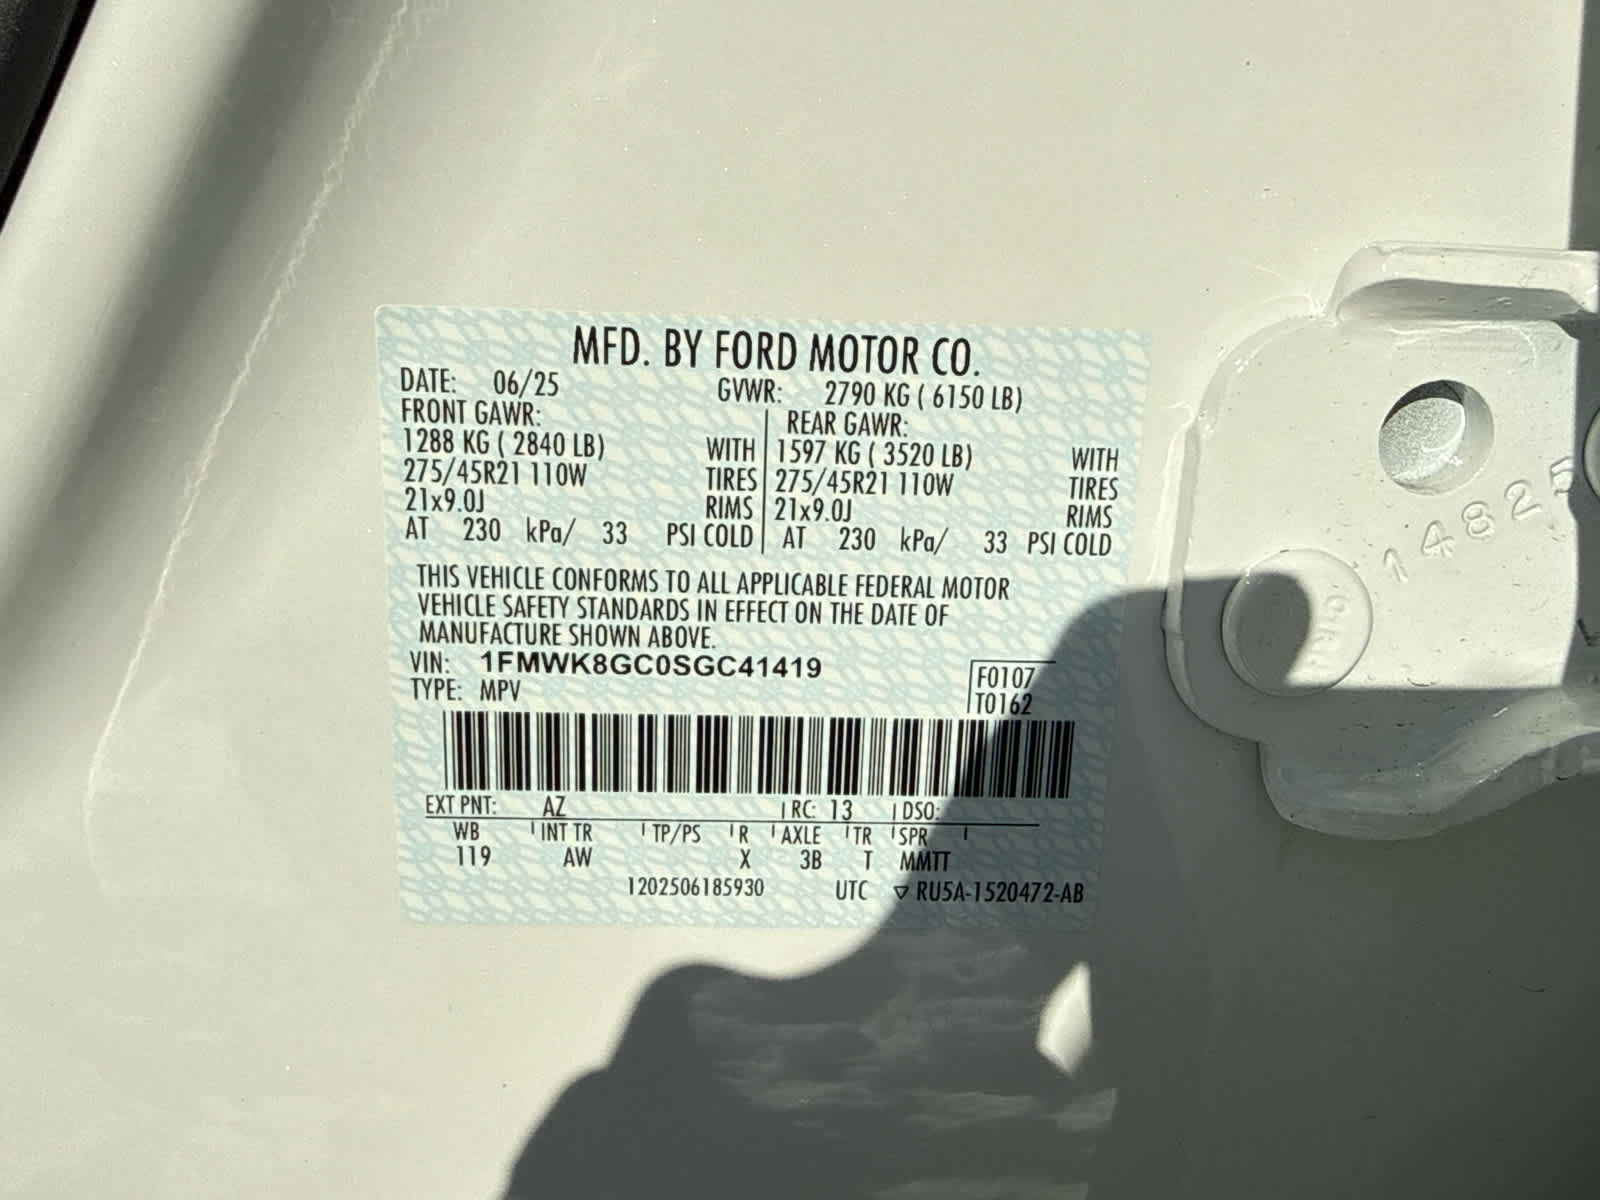 MFD. BY FORD MOTOR CO.
DATE: 06/25 GVWR: 2790 KG ( 6150 LB)
FRONT GAWR: REAR GAWR:
1288 KG ( 2840 LB) WITH 1597 KG ( 3520 LB) WITH
275/45R21 110W TIRES 275/45R21 110W TIRES
21x9.0J RIMS 21x9.0J RIMS
AT 230 kPa/ 33 PSI COLD AT 230 kPa/ 33 PSI COLD
THIS VEHICLE CONFORMS TO ALL APPLICABLE FEDERAL MOTOR
VEHICLE SAFETY STANDARDS IN EFFECT ON THE DATE OF
MANUFACTURE SHOWN ABOVE.
VIN: 1FMWK8GC0SGC41419
TYPE: MPV
F0107
T0162
EXT PNT: AZ RC: 13 DSO:
WB INT TR TP/PS R AXLE TR SPR
119 AW X 3B T MMTT
1202506185930 UTC ▽ RU5A-1520472-AB
14825